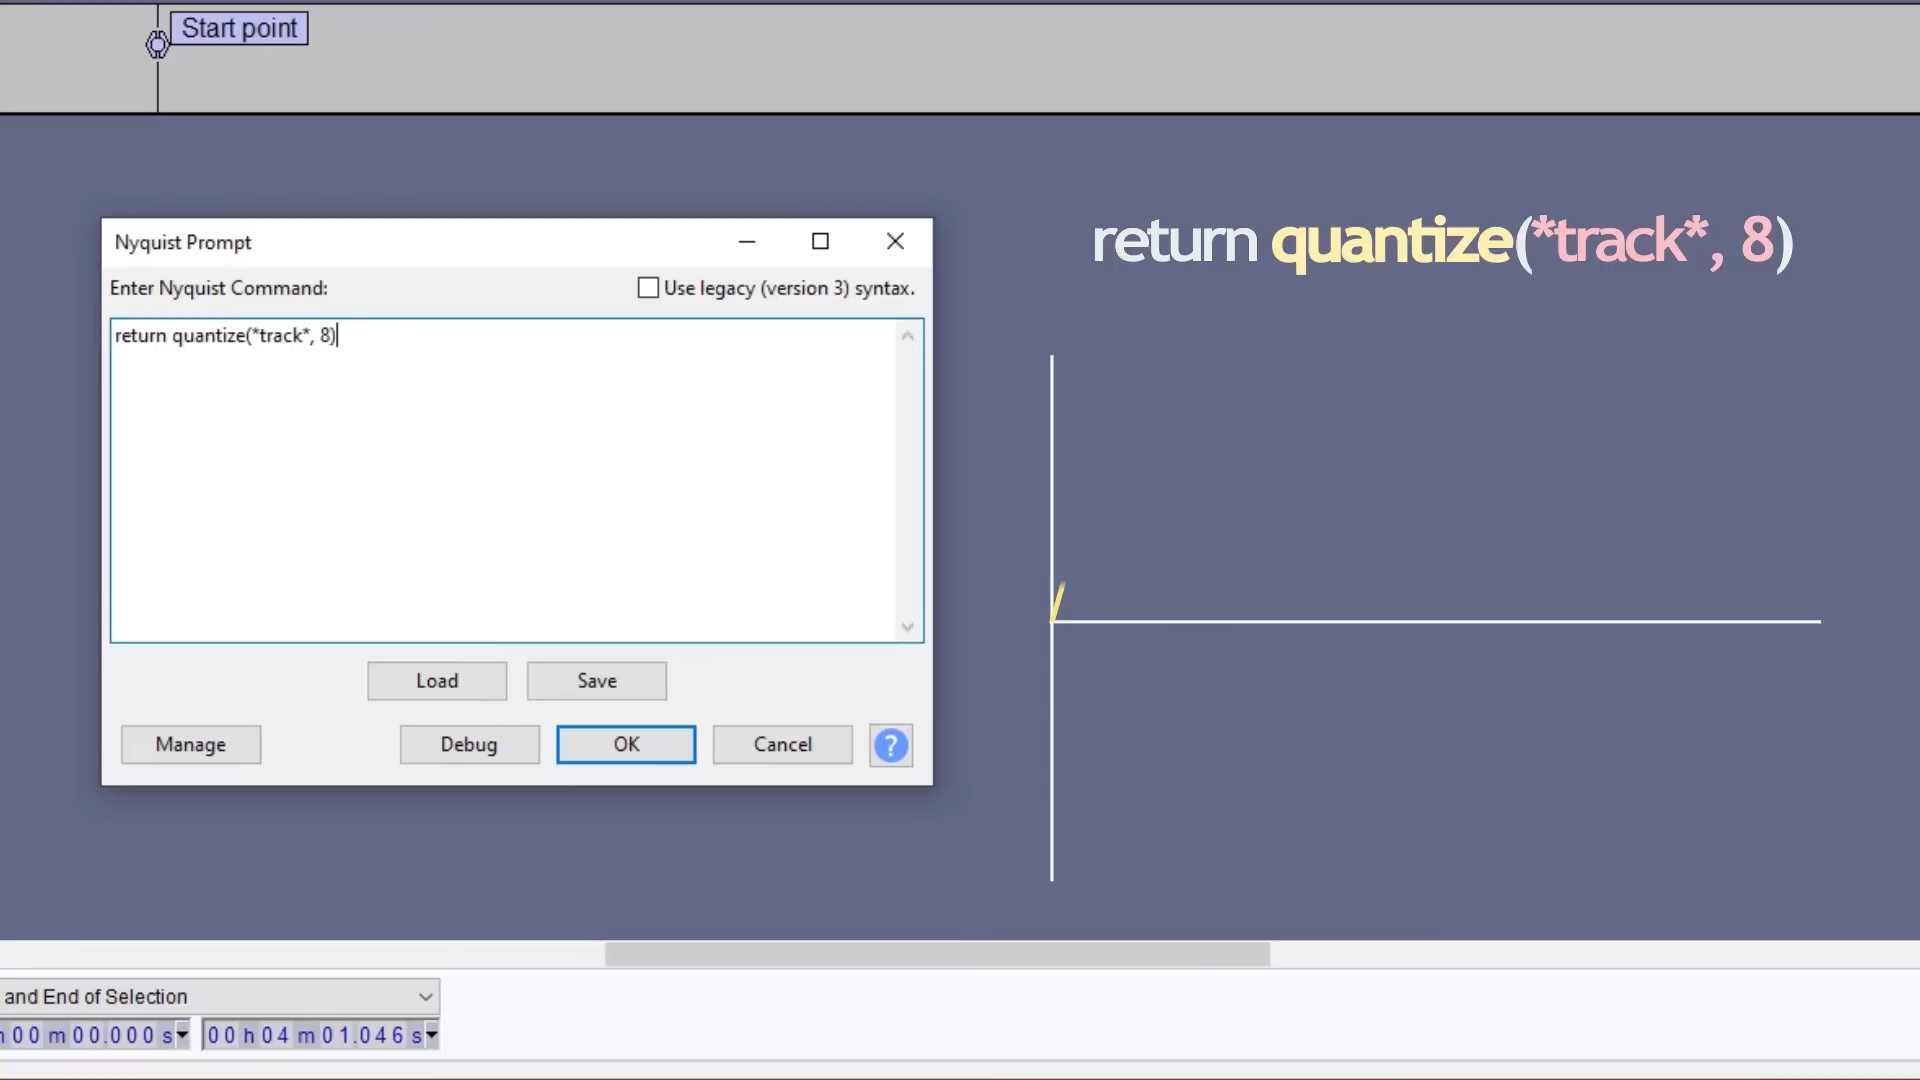 Start point
return quantize(*track*, 8)
Nyquist Prompt
Enter Nyquist Command:
Use legacy (version 3) syntax.
return quantize(*track*, 8)
Load
Save
Manage
Debug
OK
Cancel
?
and End of Selection
00 m 00.000 s
00 h 04 m 01.046 s